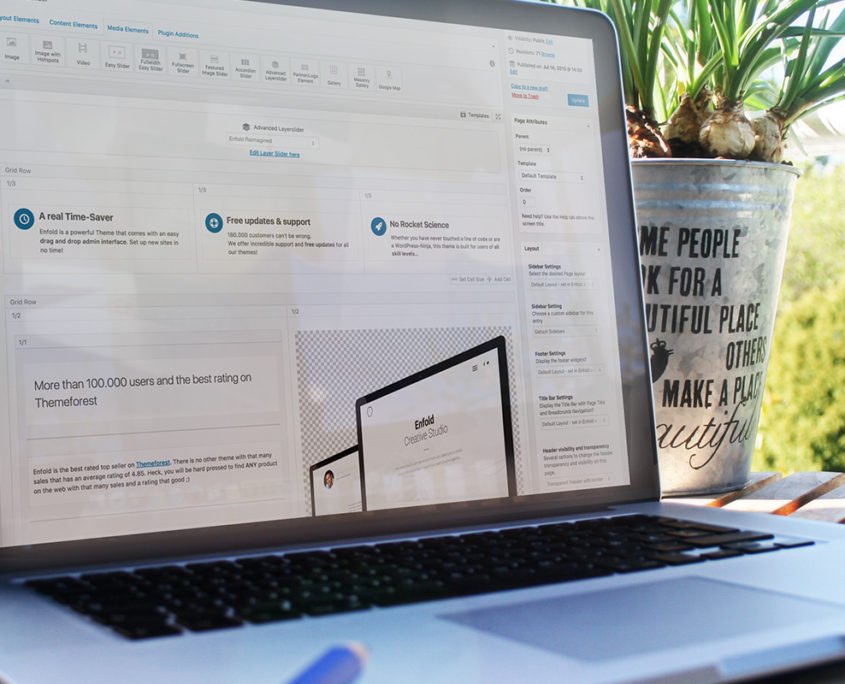 yout Elements
Content Elements
Media Elements
Plugin Additions
Image
Image with
Hotspots
Video
Easy Slider
Fullwidth
Easy Slider
Fullscreen
Slider
Featured
Image Slider
Accordion
Slider
Advanced
Layerslider
Partner/Logo
Element
Gallery
Masonry
Gallery
Google Map
Templates
Advanced Layerslider
Enfold Reimagined
Edit Layer Slider here
Grid Row
1/3
A real Time-Saver
Enfold is a powerful Theme that comes with an easy
drag and drop admin interface. Set up new sites in
no time!
1/3
Free updates & support
180.000 customers can't be wrong.
We offer incredible support and free updates for all
our themes!
1/3
No Rocket Science
Whether you have never touched a line of code or are
a WordPress-Ninja, this theme is built for users of all
skill levels...
Set Cell Size
Add Cell
Grid Row
1/2
1/1
More than 100.000 users and the best rating on
Themeforest
Enfold is the best rated top seller on Themeforest. There is no other theme with that many
sales that has an average rating of 4.85. Heck, you will be hard pressed to find ANY product
on the web with that many sales and a rating that good ;)
1/2
Enfold
Creative Studio
Visibility: Public Edit
Revisions: 71 Browse
Published on: Jul 14, 2015 @
Edit
Copy to a new draft
Move to Trash
Update
Page Attributes
Parent
(no parent)
Template
Default Template
Order
0
Need help? Use the Help tab above the
screen title.
Layout
Sidebar Settings
Select the desired Page layout
Default Layout - set in Enfold >
Sidebar Setting
Choose a custom sidebar for this
entry
Default Sidebars
Footer Settings
Display the footer widgets?
Default Layout - set in Enfold >
Title Bar Settings
Display the Title Bar with Page Title
and Breadcrumb Navigation?
Default Layout - set in Enfold >
Header visibility and transparency
Several options to change the header
transparency and visibility on this
page.
Transparent Header with border
ME PEOPLE
K FOR A
UTIFUL PLACE
OTHERS
MAKE A PLACE
eautiful